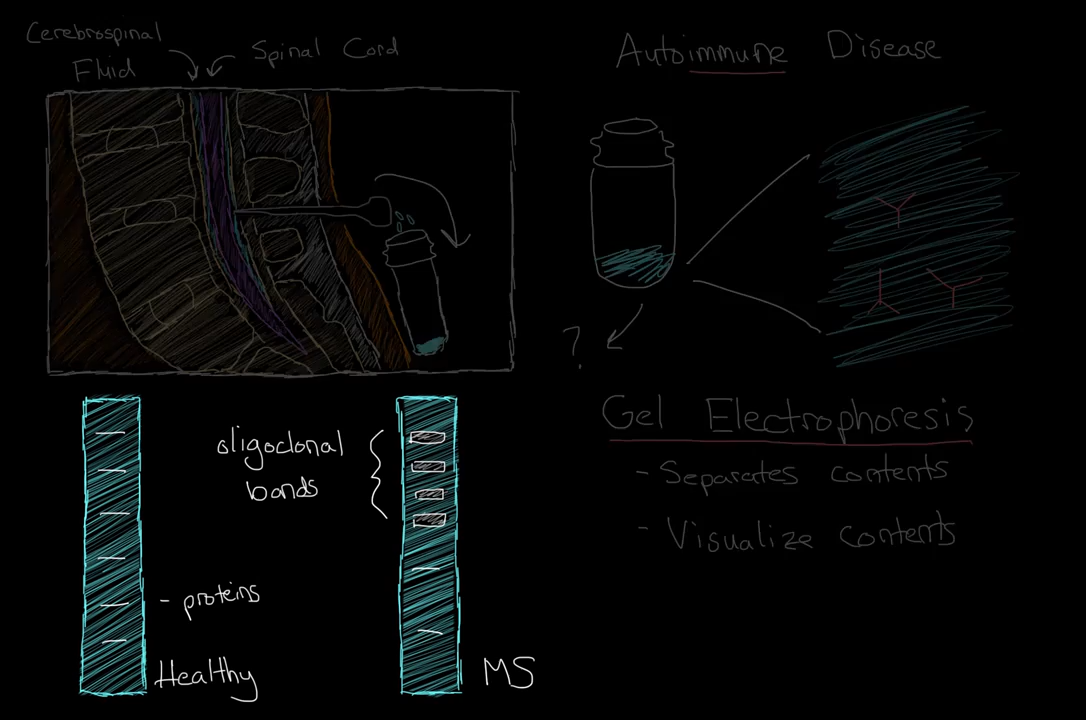 Cerebrospinal
Fluid
Spinal Cord
Autoimmune Disease
?
oligoclonal
bands
- proteins
Healthy
MS
Gel Electrophoresis
- Separates contents
- Visualize contents